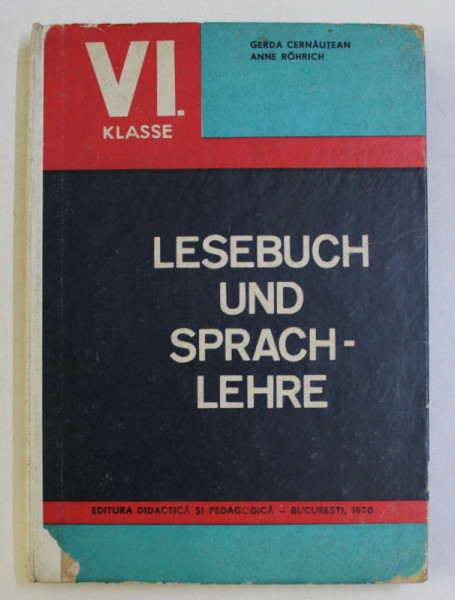 GERDA CERNĂUȚEAN
ANNE RÖHRICH
VI.
KLASSE
LESEBUCH
UND
SPRACH-
LEHRE
EDITURA DIDACTICĂ ȘI PEDAGOGICĂ – BUCUREȘTI, 1970